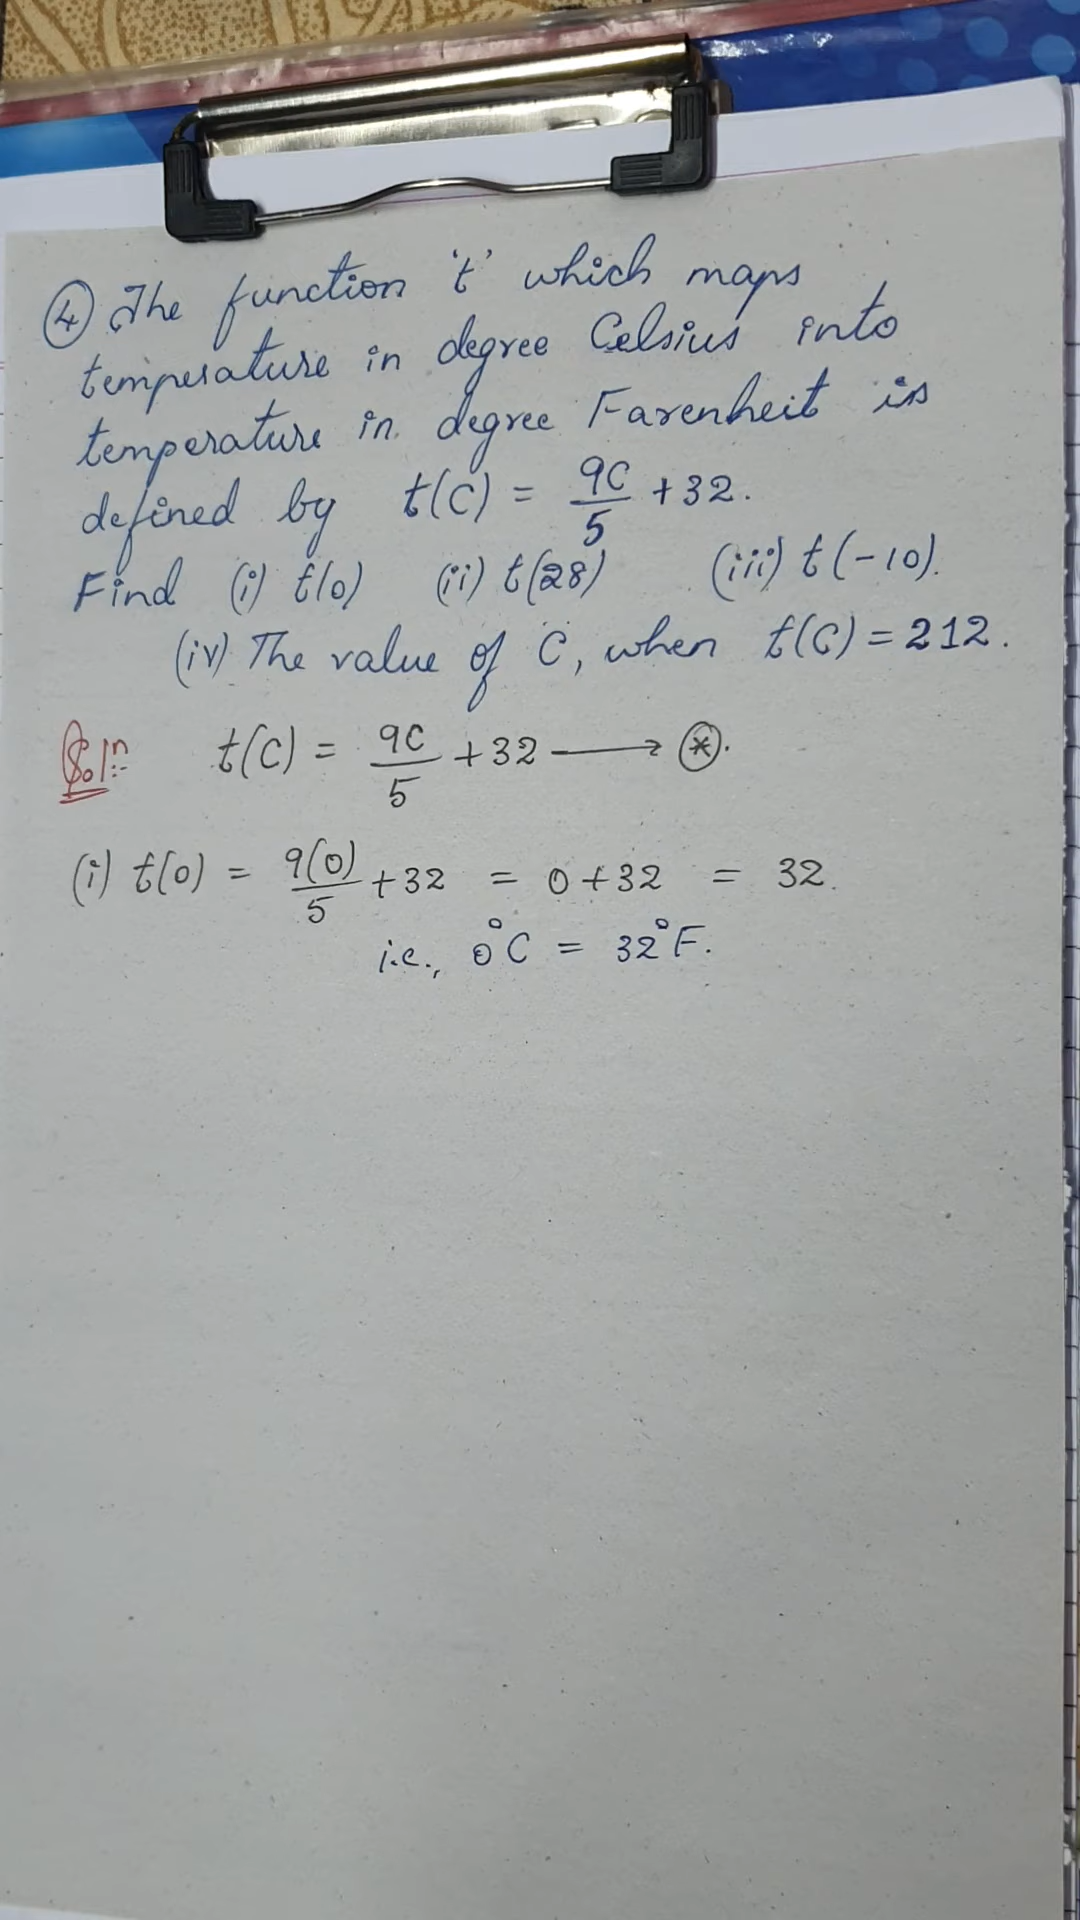 ④ The function 't' which maps
temperature in degree Celsius into
temperature in degree Farenheit is
defined by t(C) = 9C/5 + 32.
Find (i) t(0) (ii) t(28) (iii) t(-10).
(iv) The value of C, when t(C) = 212.
Soln:- t(C) = 9C/5 + 32 ⟶ ⊛.
(i) t(0) = 9(0)/5 + 32 = 0 + 32 = 32.
i.e., 0°C = 32°F.